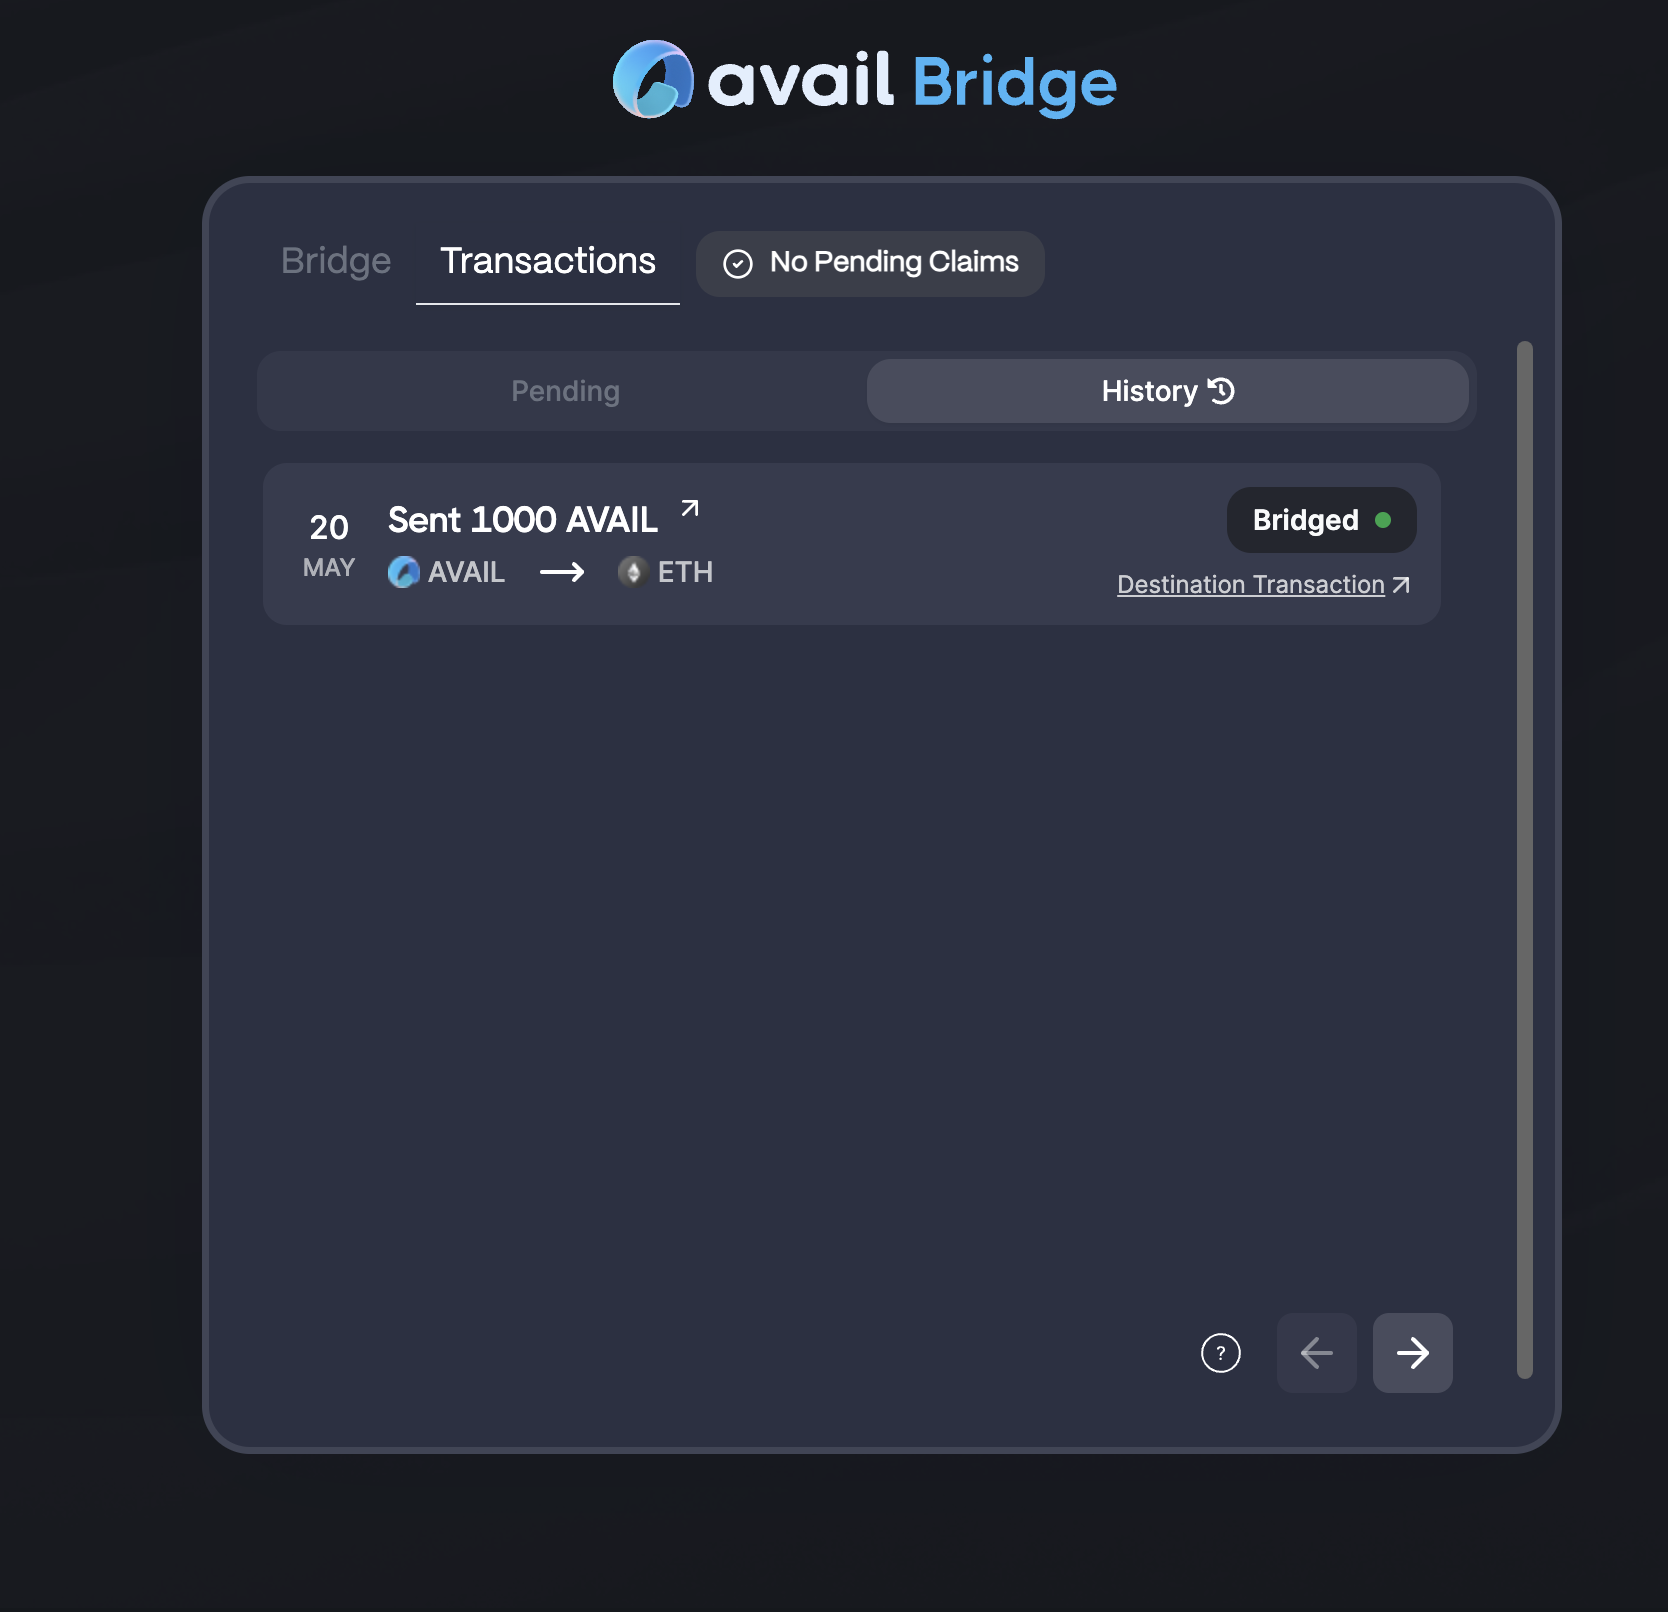 avail Bridge
Bridge
Transactions
No Pending Claims
Pending
History
20
MAY
Sent 1000 AVAIL
AVAIL
ETH
Bridged
Destination Transaction
?